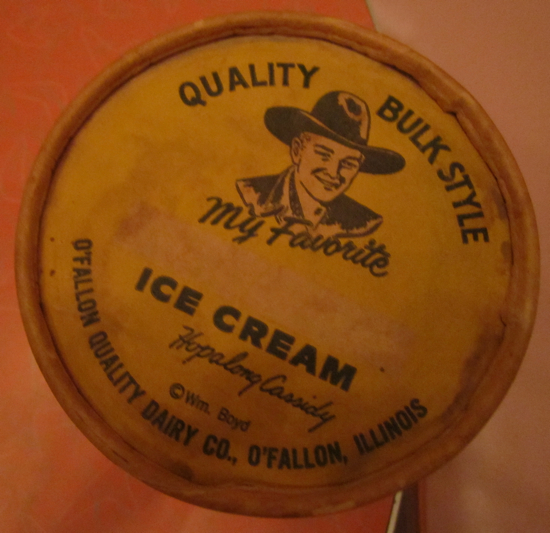 QUALITY BULK STYLE
My Favorite
ICE CREAM
Hopalong Cassidy
©Wm. Boyd
O'FALLON QUALITY DAIRY CO., O'FALLON, ILLINOIS